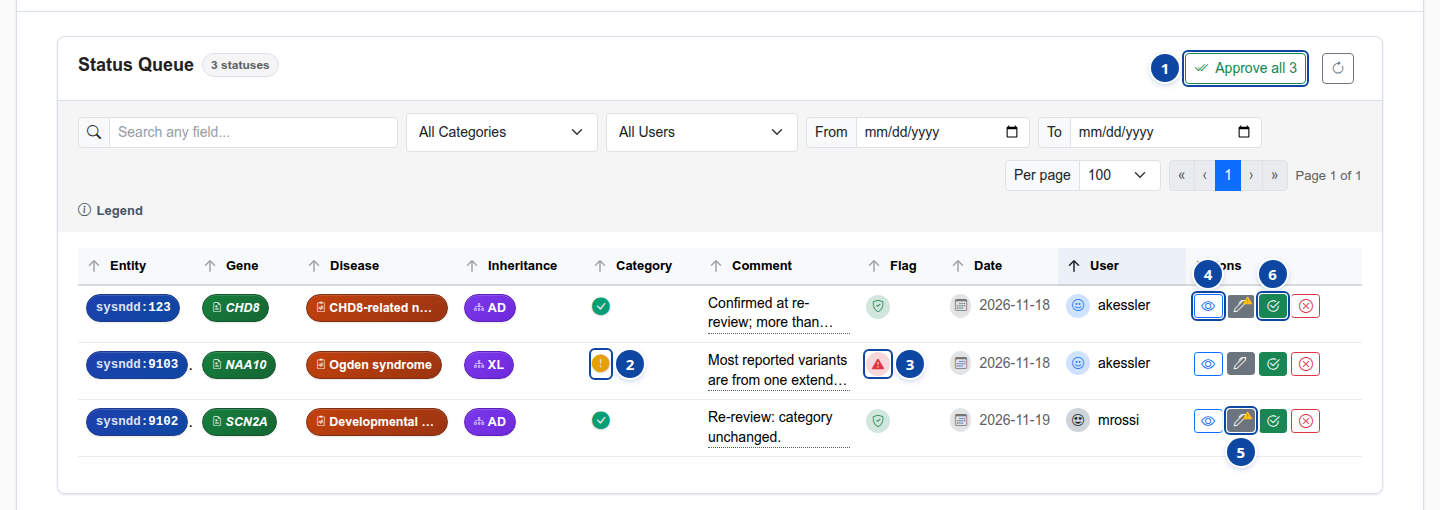 Status Queue 3 statuses 1 Approve all 3
Search any field... All Categories All Users From mm/dd/yyyy To mm/dd/yyyy
Per page 100 « ‹ 1 › » Page 1 of 1
Legend
Entity Gene Disease Inheritance Category Comment Flag Date User 4 ons 6
sysndd:123 CHD8 CHD8-related n... AD Confirmed at re-
review; more than... 2026-11-18 akessler
sysndd:9103 NAA10 Ogden syndrome XL 2 Most reported variants
are from one extend... 3 2026-11-18 akessler
sysndd:9102 SCN2A Developmental ... AD Re-review: category
unchanged. 2026-11-19 mrossi
5